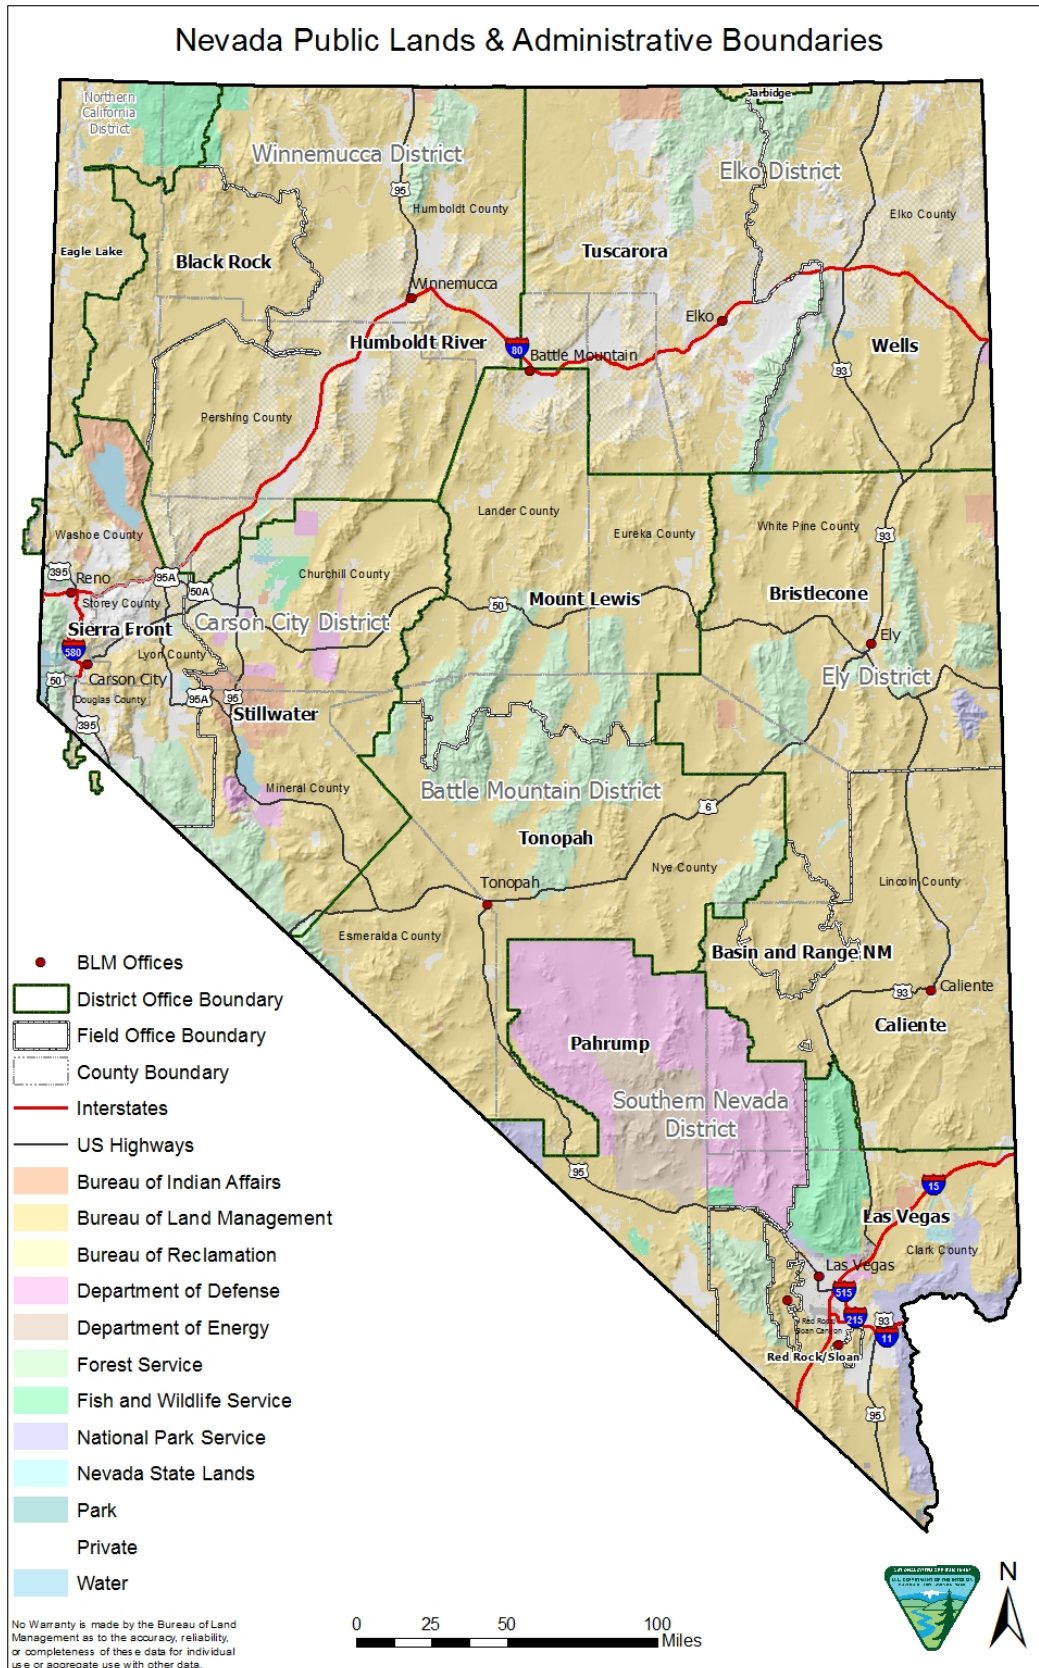 Nevada Public Lands & Administrative Boundaries
Northern
California
District
Jarbidge
Winnemucca District
Elko District
95
Humboldt County
Elko County
Eagle Lake
Black Rock
Tuscarora
Winnemucca
Elko
Humboldt River
80
Battle Mountain
Wells
93
Pershing County
Lander County
Eureka County
White Pine County
Washoe County
93
395
Reno
95A
50A
Churchill County
Storey County
50
Mount Lewis
Bristlecone
Sierra Front
Carson City District
Ely
580
Lyon County
Carson City
Ely District
50
Douglas County
95A
95
Stillwater
395
Mineral County
Battle Mountain District
6
Tonopah
Nye County
Tonopah
Lincoln County
Esmeralda County
Basin and Range NM
93
Caliente
Caliente
Pahrump
Southern Nevada
District
95
15
Las Vegas
Clark County
Las Vegas
515
215
93
11
Red Rock/Sloan
95
BLM Offices
District Office Boundary
Field Office Boundary
County Boundary
Interstates
US Highways
Bureau of Indian Affairs
Bureau of Land Management
Bureau of Reclamation
Department of Defense
Department of Energy
Forest Service
Fish and Wildlife Service
National Park Service
Nevada State Lands
Park
Private
Water
No Warranty is made by the Bureau of Land
Management as to the accuracy, reliability,
or completeness of these data for individual
use or aggregate use with other data.
0 25 50 100
Miles
N